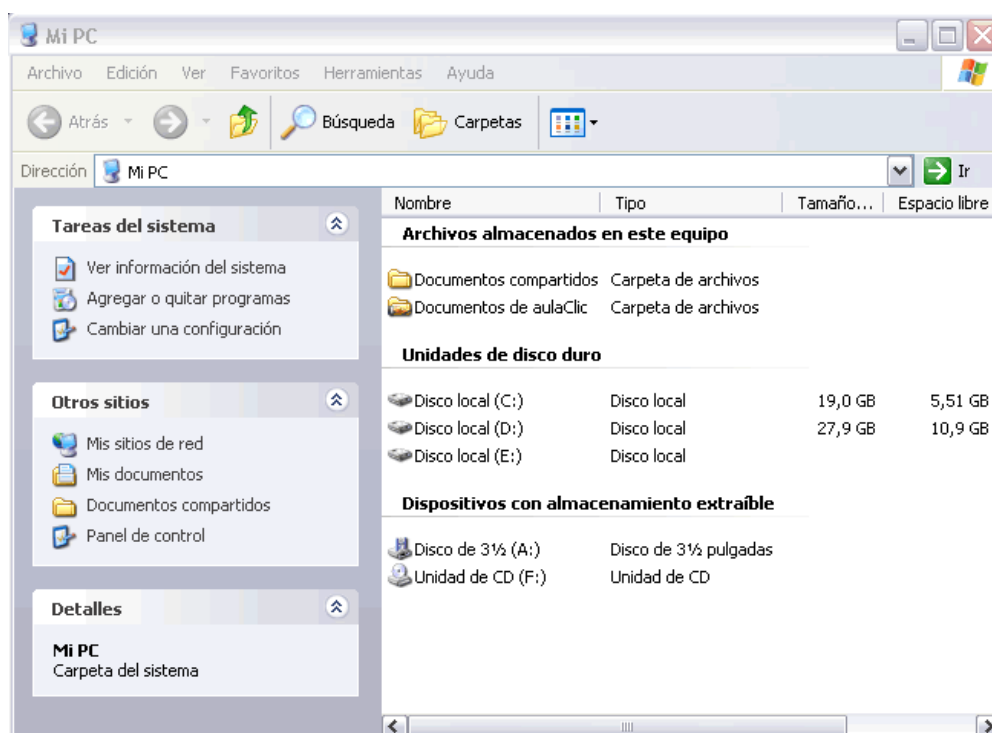 Mi PC
Archivo Edición Ver Favoritos Herramientas Ayuda
Atrás Búsqueda Carpetas
Dirección Mi PC Ir
Nombre Tipo Tamaño... Espacio libre
Tareas del sistema
Ver información del sistema
Agregar o quitar programas
Cambiar una configuración
Otros sitios
Mis sitios de red
Mis documentos
Documentos compartidos
Panel de control
Detalles
Mi PC
Carpeta del sistema
Archivos almacenados en este equipo
Documentos compartidos Carpeta de archivos
Documentos de aulaClic Carpeta de archivos
Unidades de disco duro
Disco local (C:) Disco local 19,0 GB 5,51 GB
Disco local (D:) Disco local 27,9 GB 10,9 GB
Disco local (E:) Disco local
Dispositivos con almacenamiento extraíble
Disco de 3½ (A:) Disco de 3½ pulgadas
Unidad de CD (F:) Unidad de CD